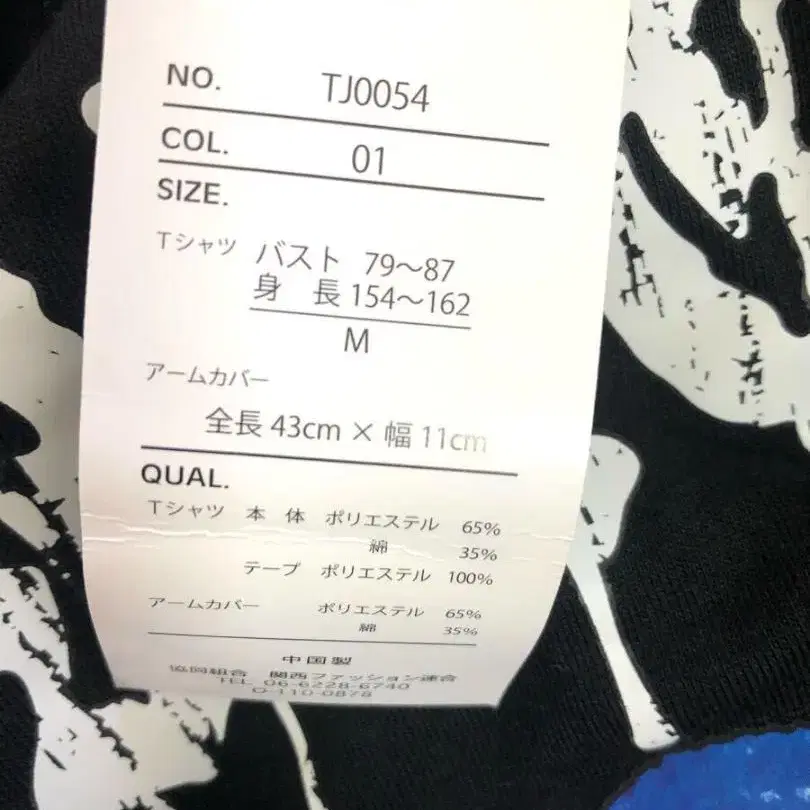 NO. TJ0054
COL. 01
SIZE.
Tシャツ バスト 79〜87
身 長 154〜162
M
アームカバー
全長 43cm × 幅 11cm
QUAL.
Tシャツ 本 体 ポリエステル 65%
綿 35%
テープ ポリエステル 100%
アームカバー ポリエステル 65%
綿 35%
中国製
協同組合 関西ファッション連合
TEL 06-6228-6740
O-110-0878